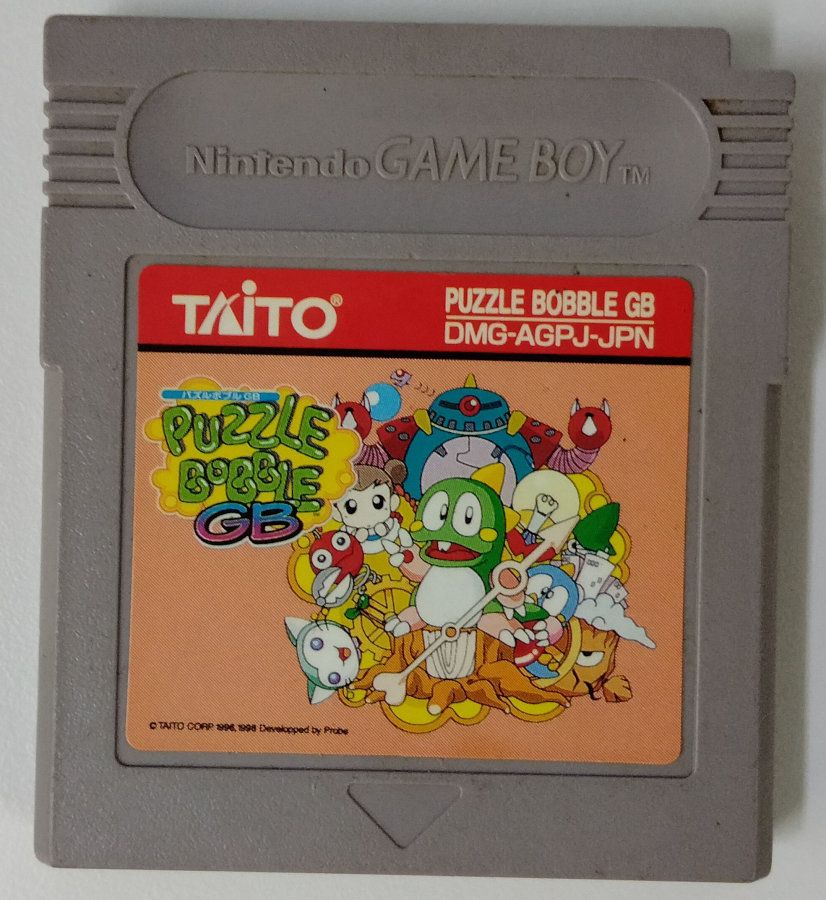 Nintendo GAME BOY TM
TAITO®
PUZZLE BOBBLE GB
DMG-AGPJ-JPN
パズルボブルGB
PUZZLE
BOBBLE
GB
© TAITO CORP 1996,1998 Developped by Probe